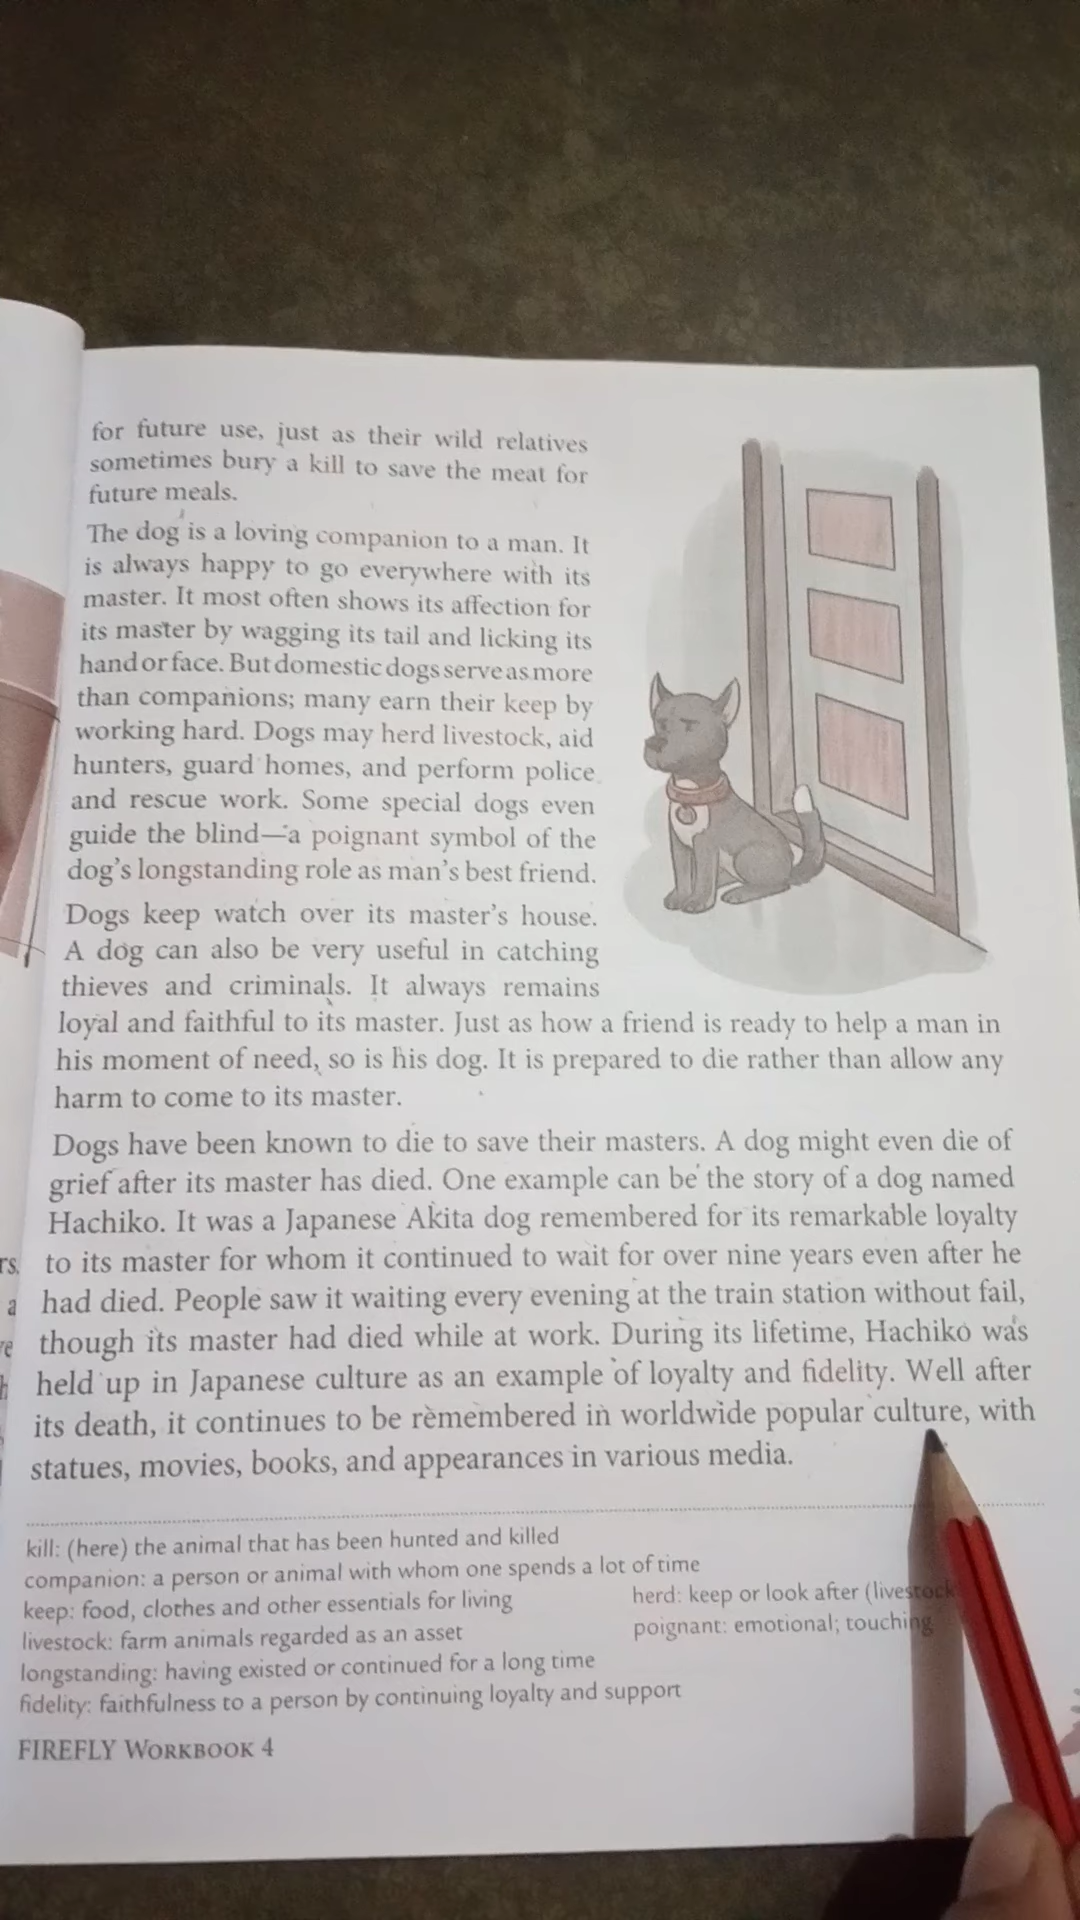 for future use, just as their wild relatives
sometimes bury a kill to save the meat for
future meals.
The dog is a loving companion to a man. It
is always happy to go everywhere with its
master. It most often shows its affection for
its master by wagging its tail and licking its
hand or face. But domestic dogs serve as more
than companions; many earn their keep by
working hard. Dogs may herd livestock, aid
hunters, guard homes, and perform police
and rescue work. Some special dogs even
guide the blind—a poignant symbol of the
dog's longstanding role as man's best friend.
Dogs keep watch over its master's house.
A dog can also be very useful in catching
thieves and criminals. It always remains
loyal and faithful to its master. Just as how a friend is ready to help a man in
his moment of need, so is his dog. It is prepared to die rather than allow any
harm to come to its master.
Dogs have been known to die to save their masters. A dog might even die of
grief after its master has died. One example can be the story of a dog named
Hachiko. It was a Japanese Akita dog remembered for its remarkable loyalty
to its master for whom it continued to wait for over nine years even after he
had died. People saw it waiting every evening at the train station without fail,
though its master had died while at work. During its lifetime, Hachiko was
held up in Japanese culture as an example of loyalty and fidelity. Well after
its death, it continues to be remembered in worldwide popular culture, with
statues, movies, books, and appearances in various media.
kill: (here) the animal that has been hunted and killed
companion: a person or animal with whom one spends a lot of time
keep: food, clothes and other essentials for living
herd: keep or look after (livestock
livestock: farm animals regarded as an asset
poignant: emotional; touching
longstanding: having existed or continued for a long time
fidelity: faithfulness to a person by continuing loyalty and support
FIREFLY WORKBOOK 4